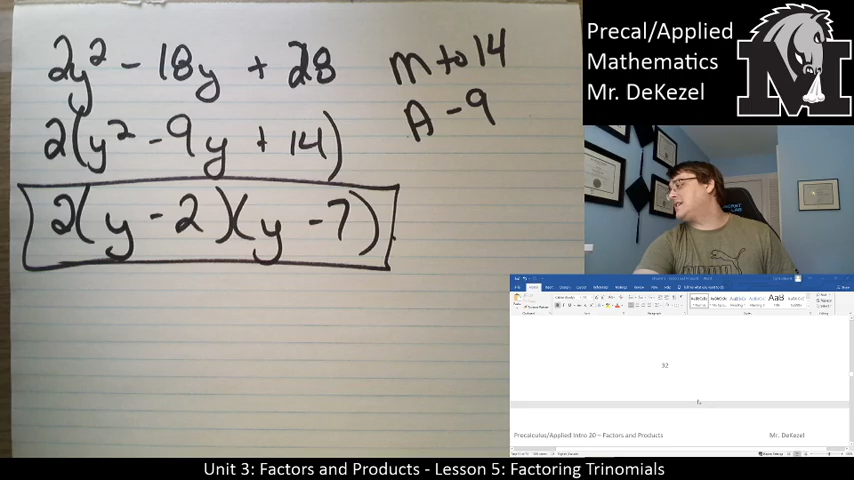 2y² - 18y + 28
m to 14
A - 9
2(y² - 9y + 14)
2(y - 2)(y - 7)
Precal/Applied
Mathematics
Mr. DeKezel
M
32
Precalculus/Applied Intro 20 – Factors and Products
Mr. DeKezel
Unit 3: Factors and Products - Lesson 5: Factoring Trinomials